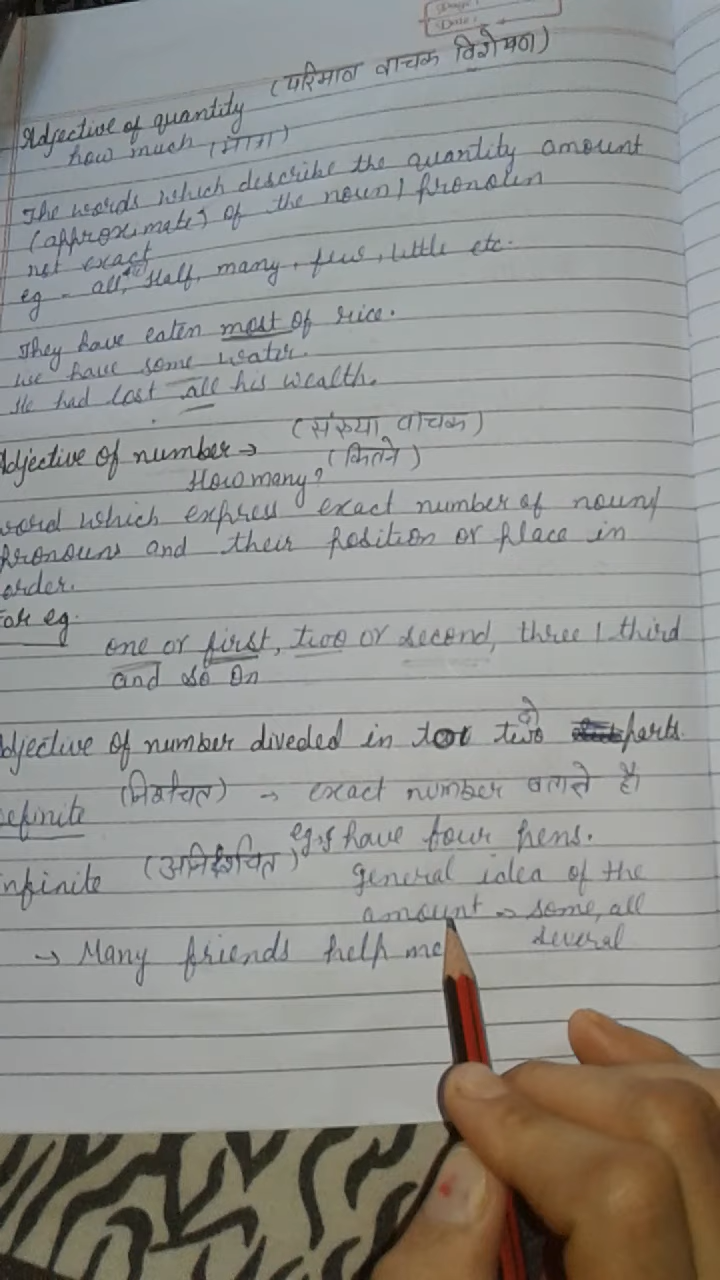 Date:
Adjective of quantity (परिमान वाचक विशेषण)
how much (मात्रा)
The words which describe the quantity amount
(approximate) of the noun / pronoun
not exact
eg - all, Half, many, few, little etc.
They have eaten most of rice.
we have some water.
He had lost all his wealth.
Adjective of number → (संख्या वाचक)
How many? (कितने)
word which express exact number of noun/
pronouns and their position or place in
order.
For eg.
one or first, two or second, three / third
and so on
Adjective of number diveded in two दो parts.
definite (निश्चित) → exact number बताते है
eg. I have four pens.
infinite (अनिश्चित) general idea of the
amount → some, all
several
→ Many friends help me